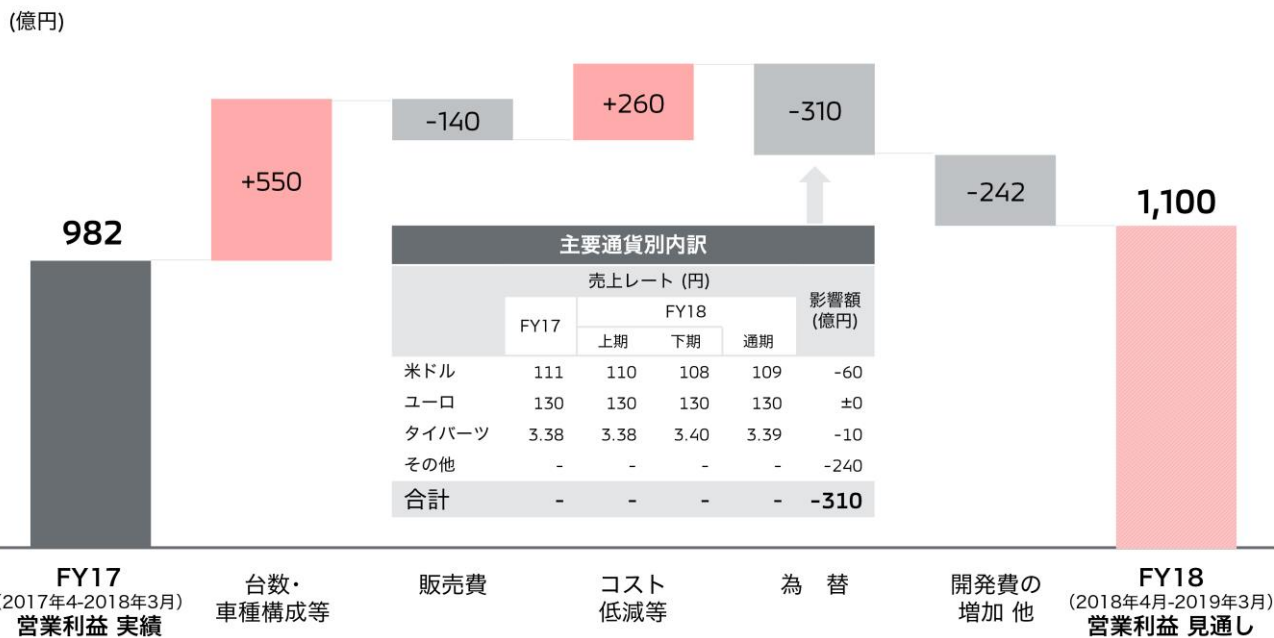 (億円)
982
+550
-140
+260
-310
-242
1,100
主要通貨別内訳
売上レート (円)
影響額
(億円)
FY17
FY18
上期 下期 通期
米ドル 111 110 108 109 -60
ユーロ 130 130 130 130 ±0
タイバーツ 3.38 3.38 3.40 3.39 -10
その他 - - - - -240
合計 - - - - -310
FY17
(2017年4-2018年3月)
営業利益 実績
台数・
車種構成等
販売費
コスト
低減等
為 替
開発費の
増加 他
FY18
(2018年4月-2019年3月)
営業利益 見通し